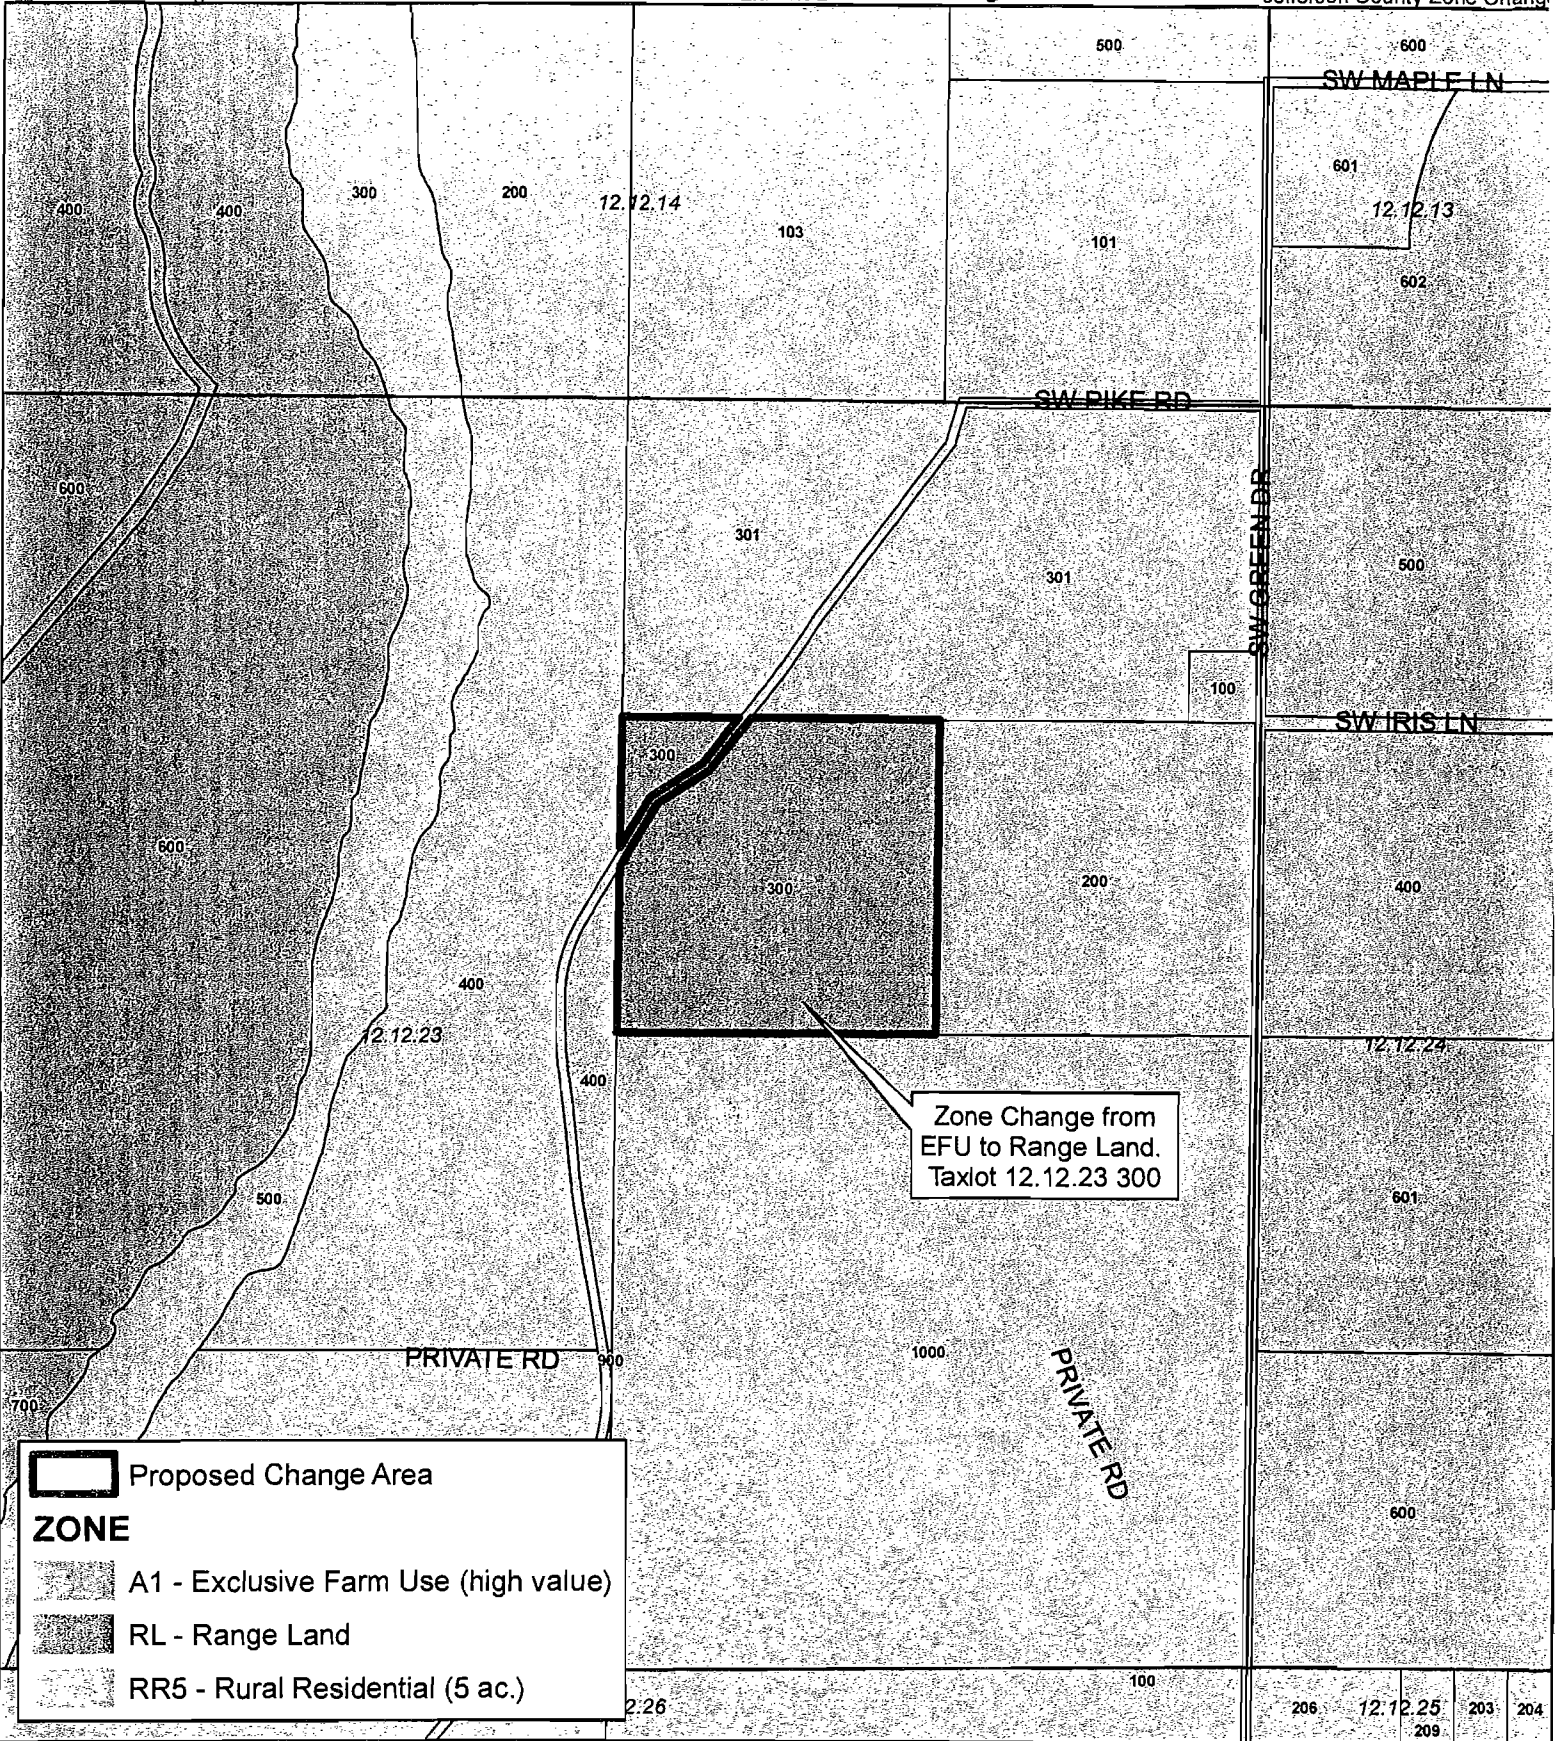 Jefferson County Zone Change
500
600
SW MAPLE LN
601
400
400
300
200
12.12.14
103
101
12.12.13
602
SW PIKE RD
600
301
301
SW GREEN DR
500
100
SW IRIS LN
300
600
300
200
400
400
12.12.23
12.12.24
400
Zone Change from
EFU to Range Land.
Taxlot 12.12.23 300
500
601
PRIVATE RD
900
1000
PRIVATE RD
700
600
Proposed Change Area
ZONE
A1 - Exclusive Farm Use (high value)
RL - Range Land
RR5 - Rural Residential (5 ac.)
2.26
100
206
12.12.25
203
204
209